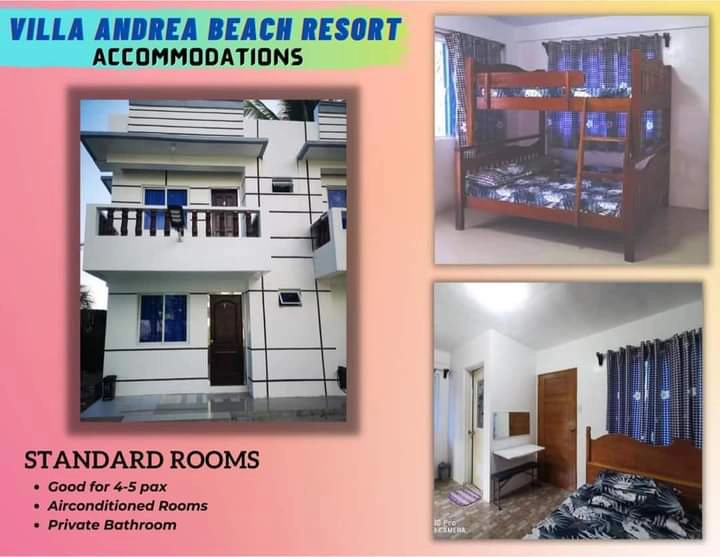 VILLA ANDREA BEACH RESORT
ACCOMMODATIONS
STANDARD ROOMS
• Good for 4-5 pax
• Airconditioned Rooms
• Private Bathroom